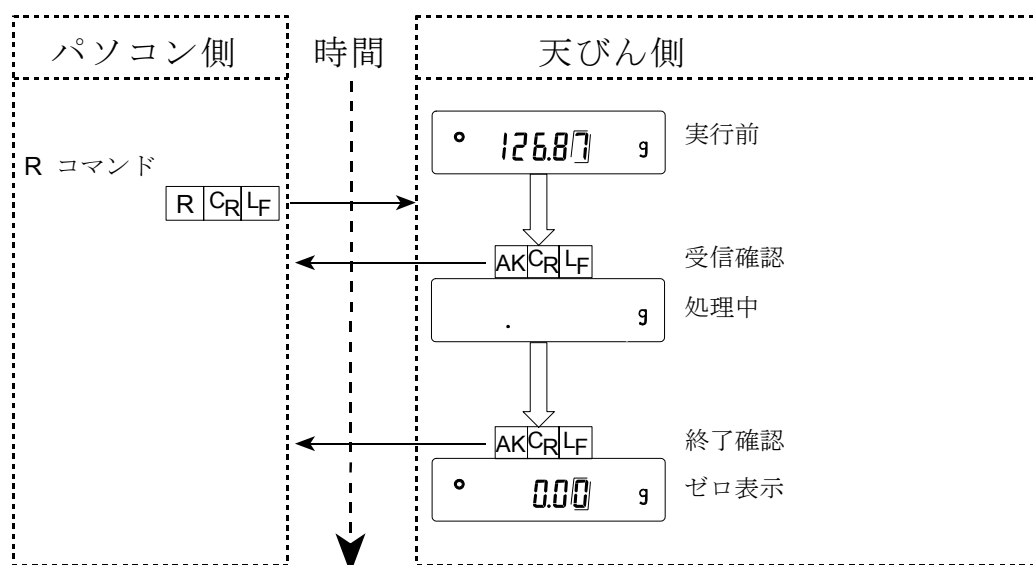 パソコン側 時間 天びん側
126.87 g 実行前
R コマンド
R CR LF
AK CR LF 受信確認
. g 処理中
AK CR LF 終了確認
0.00 g ゼロ表示